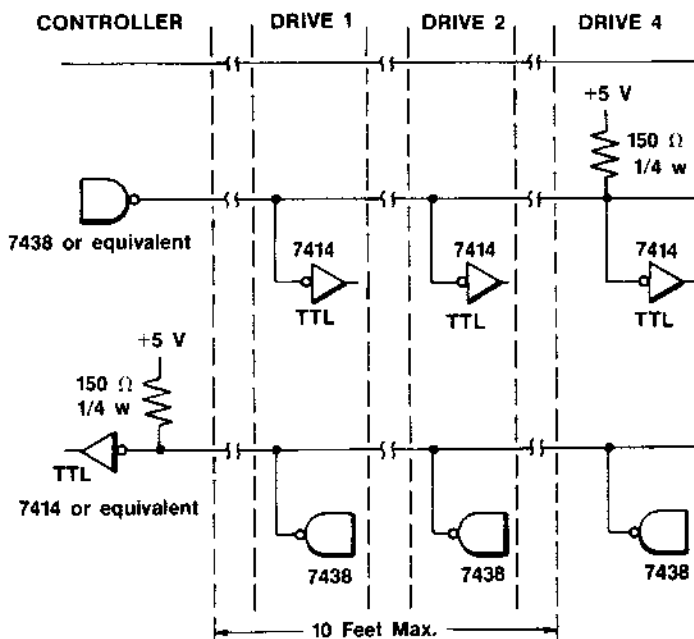 CONTROLLER DRIVE 1 DRIVE 2 DRIVE 4
+5 V
150 Ω
1/4 w
7438 or equivalent
7414 7414 7414
TTL TTL TTL
+5 V
150 Ω
1/4 w
TTL
7414 or equivalent
7438 7438 7438
10 Feet Max.